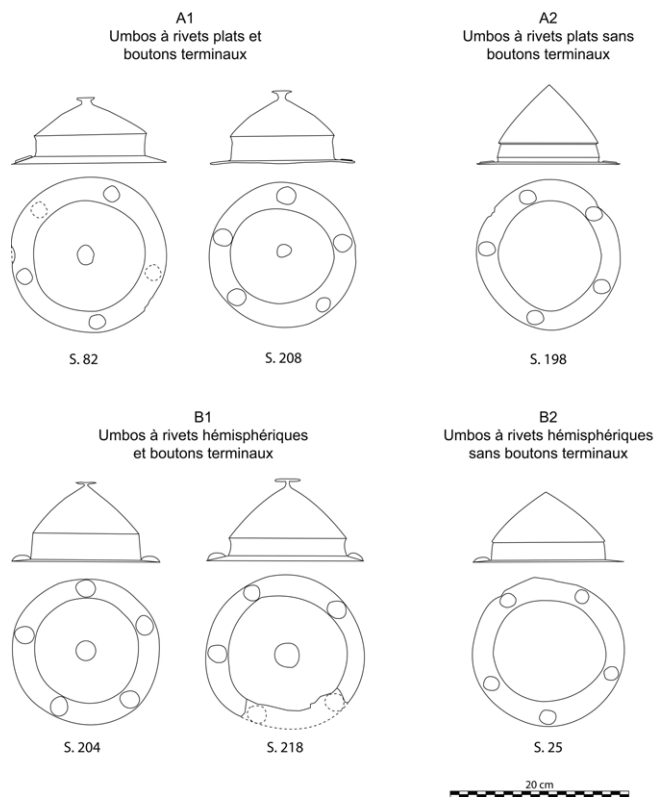 A1
Umbos à rivets plats et
boutons terminaux
A2
Umbos à rivets plats sans
boutons terminaux
S. 82
S. 208
S. 198
B1
Umbos à rivets hémisphériques
et boutons terminaux
B2
Umbos à rivets hémisphériques
sans boutons terminaux
S. 204
S. 218
S. 25
20 cm